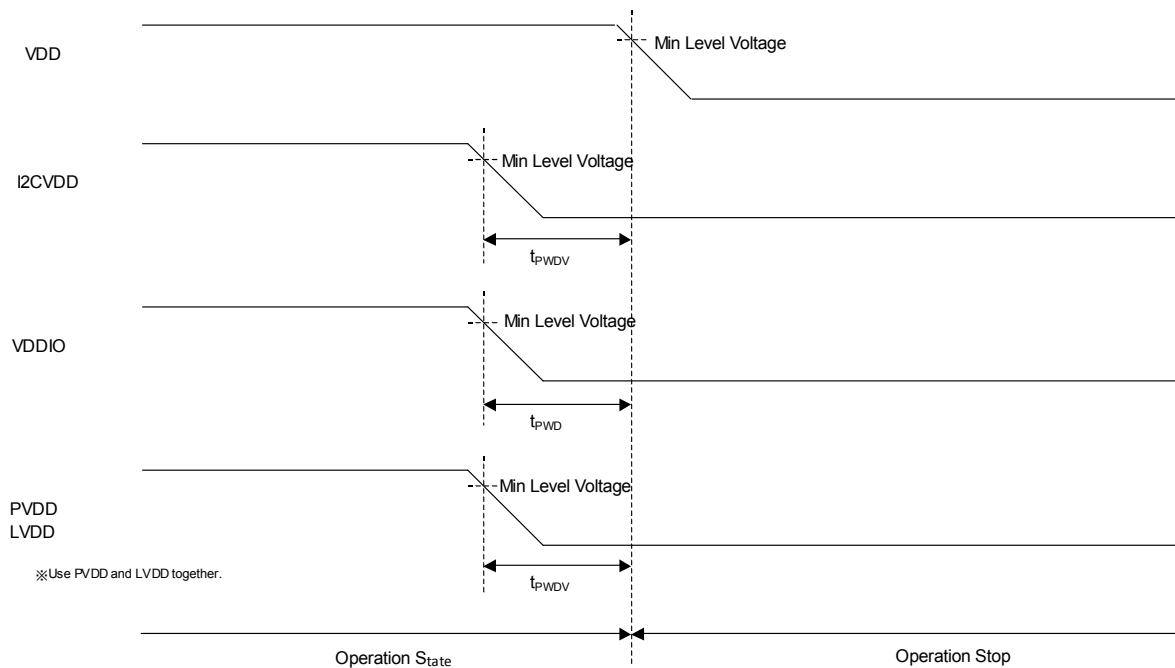 VDD
Min Level Voltage
I2CVDD
Min Level Voltage
tPWDV
VDDIO
Min Level Voltage
tPWD
PVDD
LVDD
Min Level Voltage
※Use PVDD and LVDD together.
tPWDV
Operation State
Operation Stop